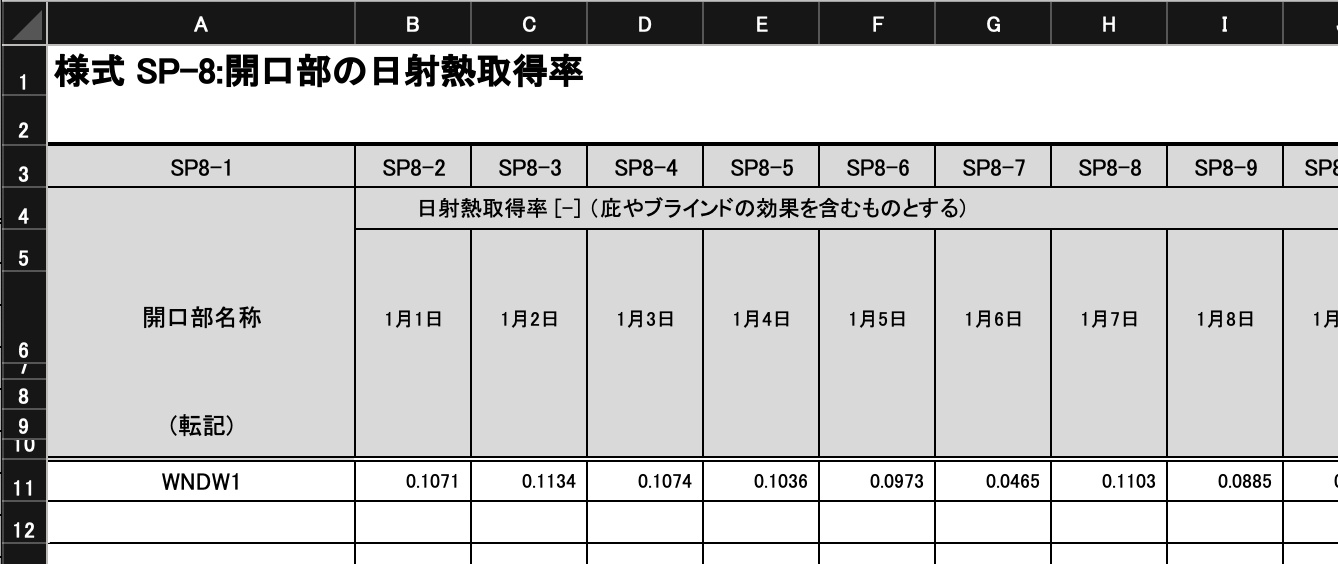 A B C D E F G H I
1 様式 SP-8:開口部の日射熱取得率
2
3 SP8-1 SP8-2 SP8-3 SP8-4 SP8-5 SP8-6 SP8-7 SP8-8 SP8-9 SP8
4 日射熱取得率 [-] (庇やブラインドの効果を含むものとする)
5
6 開口部名称 1月1日 1月2日 1月3日 1月4日 1月5日 1月6日 1月7日 1月8日 1月
7
8
9 (転記)
10
11 WNDW1 0.1071 0.1134 0.1074 0.1036 0.0973 0.0465 0.1103 0.0885
12